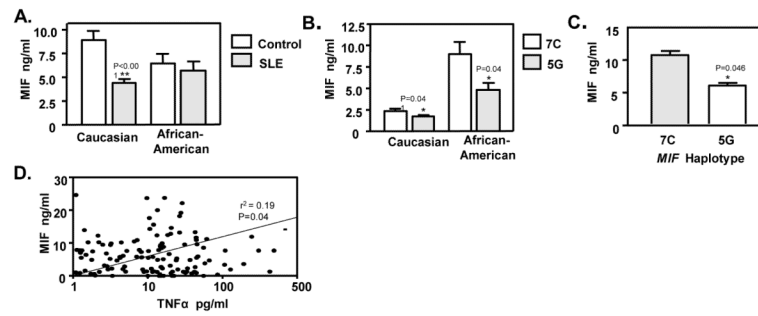 A.
MIF ng/ml
10.0
7.5
5.0
2.5
0
P<0.00
1 **
Control
SLE
Caucasian
African-
American
B.
MIF ng/ml
12.5
10.0
7.5
5.0
2.5
0
P=0.04
1
*
P=0.04
*
7C
5G
Caucasian
African-
American
C.
MIF ng/ml
15
10
5
0
P=0.046
*
7C 5G
MIF Haplotype
D.
MIF ng/ml
30
20
10
0
r² = 0.19
P=0.04
1 10 100 500
TNFα pg/ml